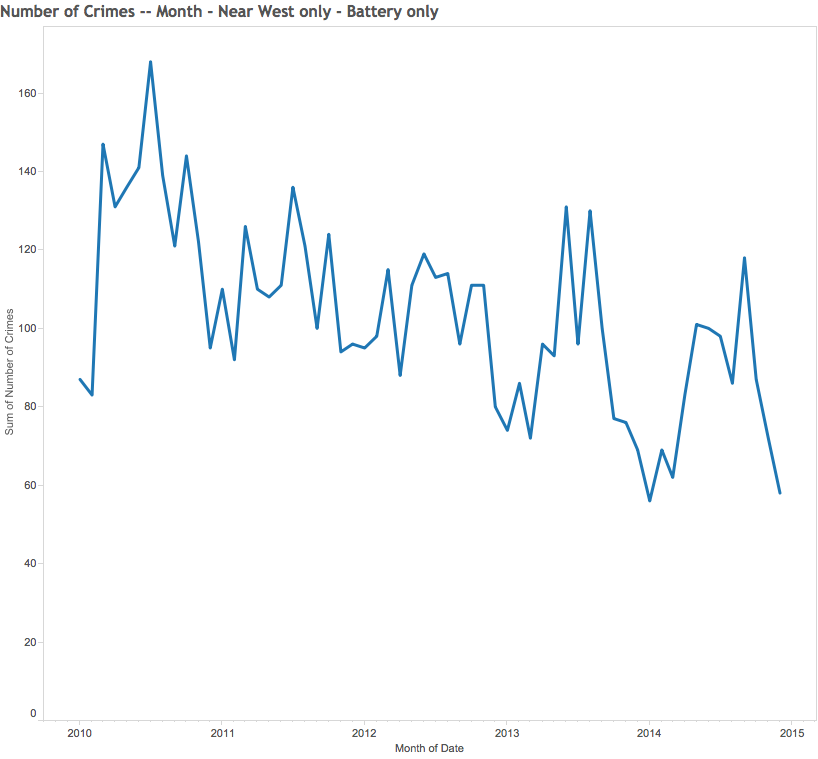 Number of Crimes -- Month - Near West only - Battery only
160
140
120
100
80
60
40
20
0
Sum of Number of Crimes
2010 2011 2012 2013 2014 2015
Month of Date